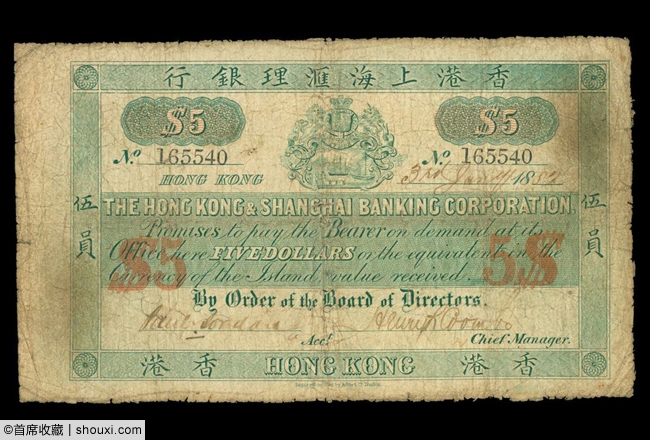 行銀理滙海上港香
$5 $5
No. 165540 No. 165540
HONG KONG 3rd 1882
伍員 伍員
THE HONG KONG & SHANGHAI BANKING CORPORATION,
Promises to pay the Bearer on demand at its
Office here FIVE DOLLARS or the equivalent in the
Currency of the Island, value received.
$5 5$
By Order of the Board of Directors.
Acct. Chief Manager.
港香 HONG KONG 港香
©首席收藏 | shouxi.com